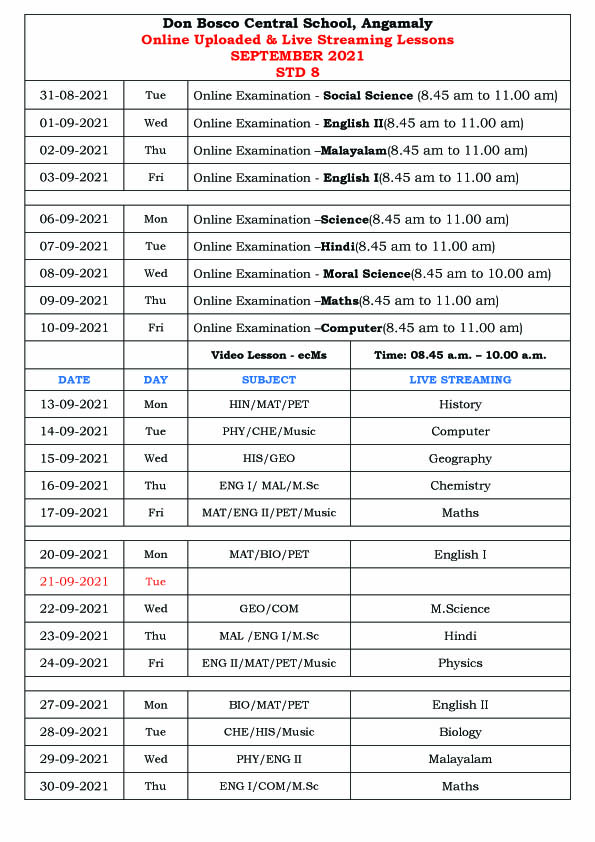 Don Bosco Central School, Angamaly
Online Uploaded & Live Streaming Lessons
SEPTEMBER 2021
STD 8
31-08-2021 Tue Online Examination - Social Science (8.45 am to 11.00 am)
01-09-2021 Wed Online Examination - English II(8.45 am to 11.00 am)
02-09-2021 Thu Online Examination –Malayalam(8.45 am to 11.00 am)
03-09-2021 Fri Online Examination - English I(8.45 am to 11.00 am)
06-09-2021 Mon Online Examination –Science(8.45 am to 11.00 am)
07-09-2021 Tue Online Examination –Hindi(8.45 am to 11.00 am)
08-09-2021 Wed Online Examination - Moral Science(8.45 am to 10.00 am)
09-09-2021 Thu Online Examination –Maths(8.45 am to 11.00 am)
10-09-2021 Fri Online Examination –Computer(8.45 am to 11.00 am)
Video Lesson - ecMs Time: 08.45 a.m. – 10.00 a.m.
DATE DAY SUBJECT LIVE STREAMING
13-09-2021 Mon HIN/MAT/PET History
14-09-2021 Tue PHY/CHE/Music Computer
15-09-2021 Wed HIS/GEO Geography
16-09-2021 Thu ENG I/ MAL/M.Sc Chemistry
17-09-2021 Fri MAT/ENG II/PET/Music Maths
20-09-2021 Mon MAT/BIO/PET English I
21-09-2021 Tue
22-09-2021 Wed GEO/COM M.Science
23-09-2021 Thu MAL /ENG I/M.Sc Hindi
24-09-2021 Fri ENG II/MAT/PET/Music Physics
27-09-2021 Mon BIO/MAT/PET English II
28-09-2021 Tue CHE/HIS/Music Biology
29-09-2021 Wed PHY/ENG II Malayalam
30-09-2021 Thu ENG I/COM/M.Sc Maths